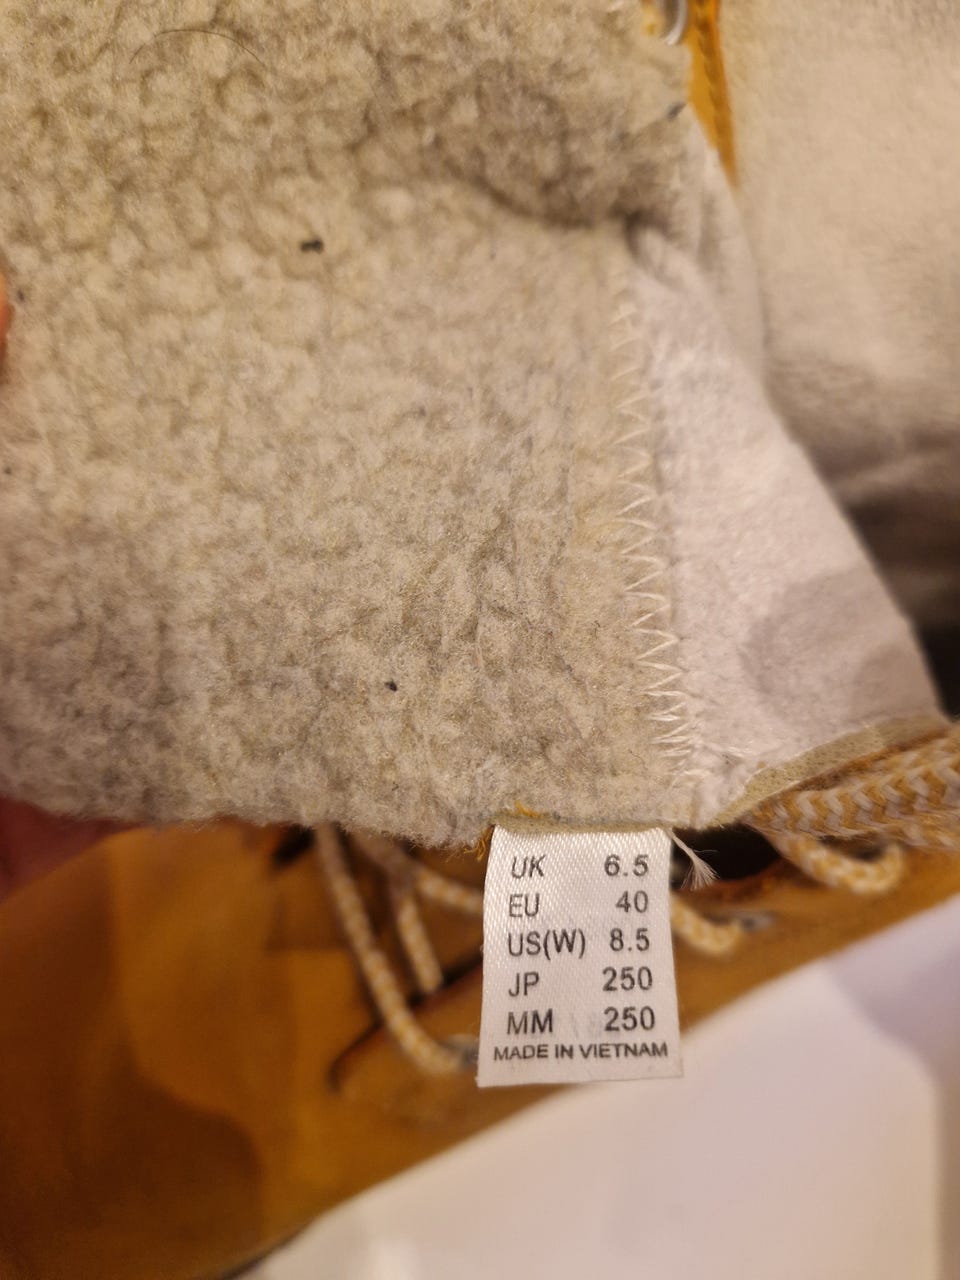 UK 6.5
EU 40
US(W) 8.5
JP 250
MM 250
MADE IN VIETNAM